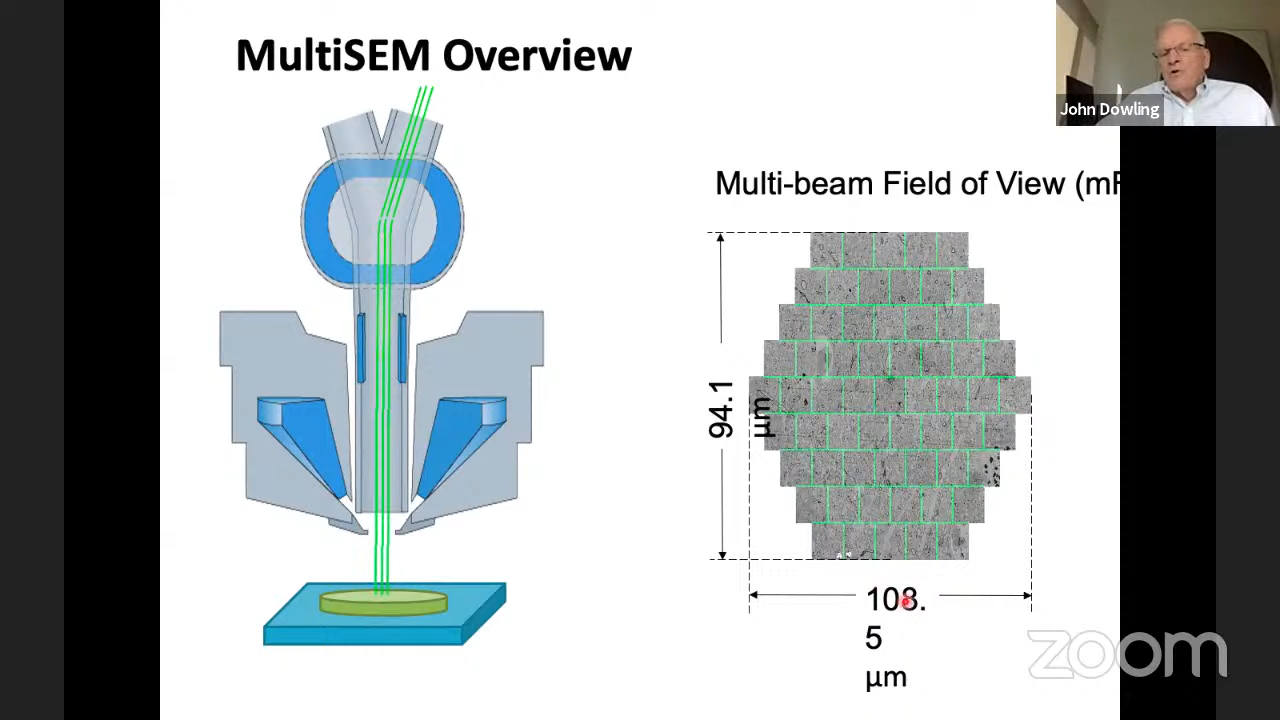 MultiSEM Overview
John Dowling
Multi-beam Field of View (mF
94.1
µm
108.
5
µm
zoom